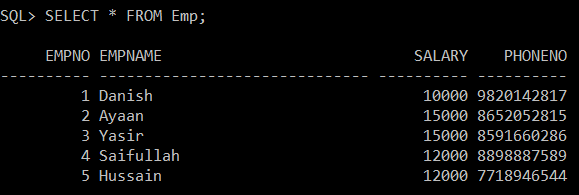 SQL> SELECT * FROM Emp;
EMPNO EMPNAME SALARY PHONENO
---------- ------------------------------ ---------- ----------
1 Danish 10000 9820142817
2 Ayaan 15000 8652052815
3 Yasir 15000 8591660286
4 Saifullah 12000 8898887589
5 Hussain 12000 7718946544